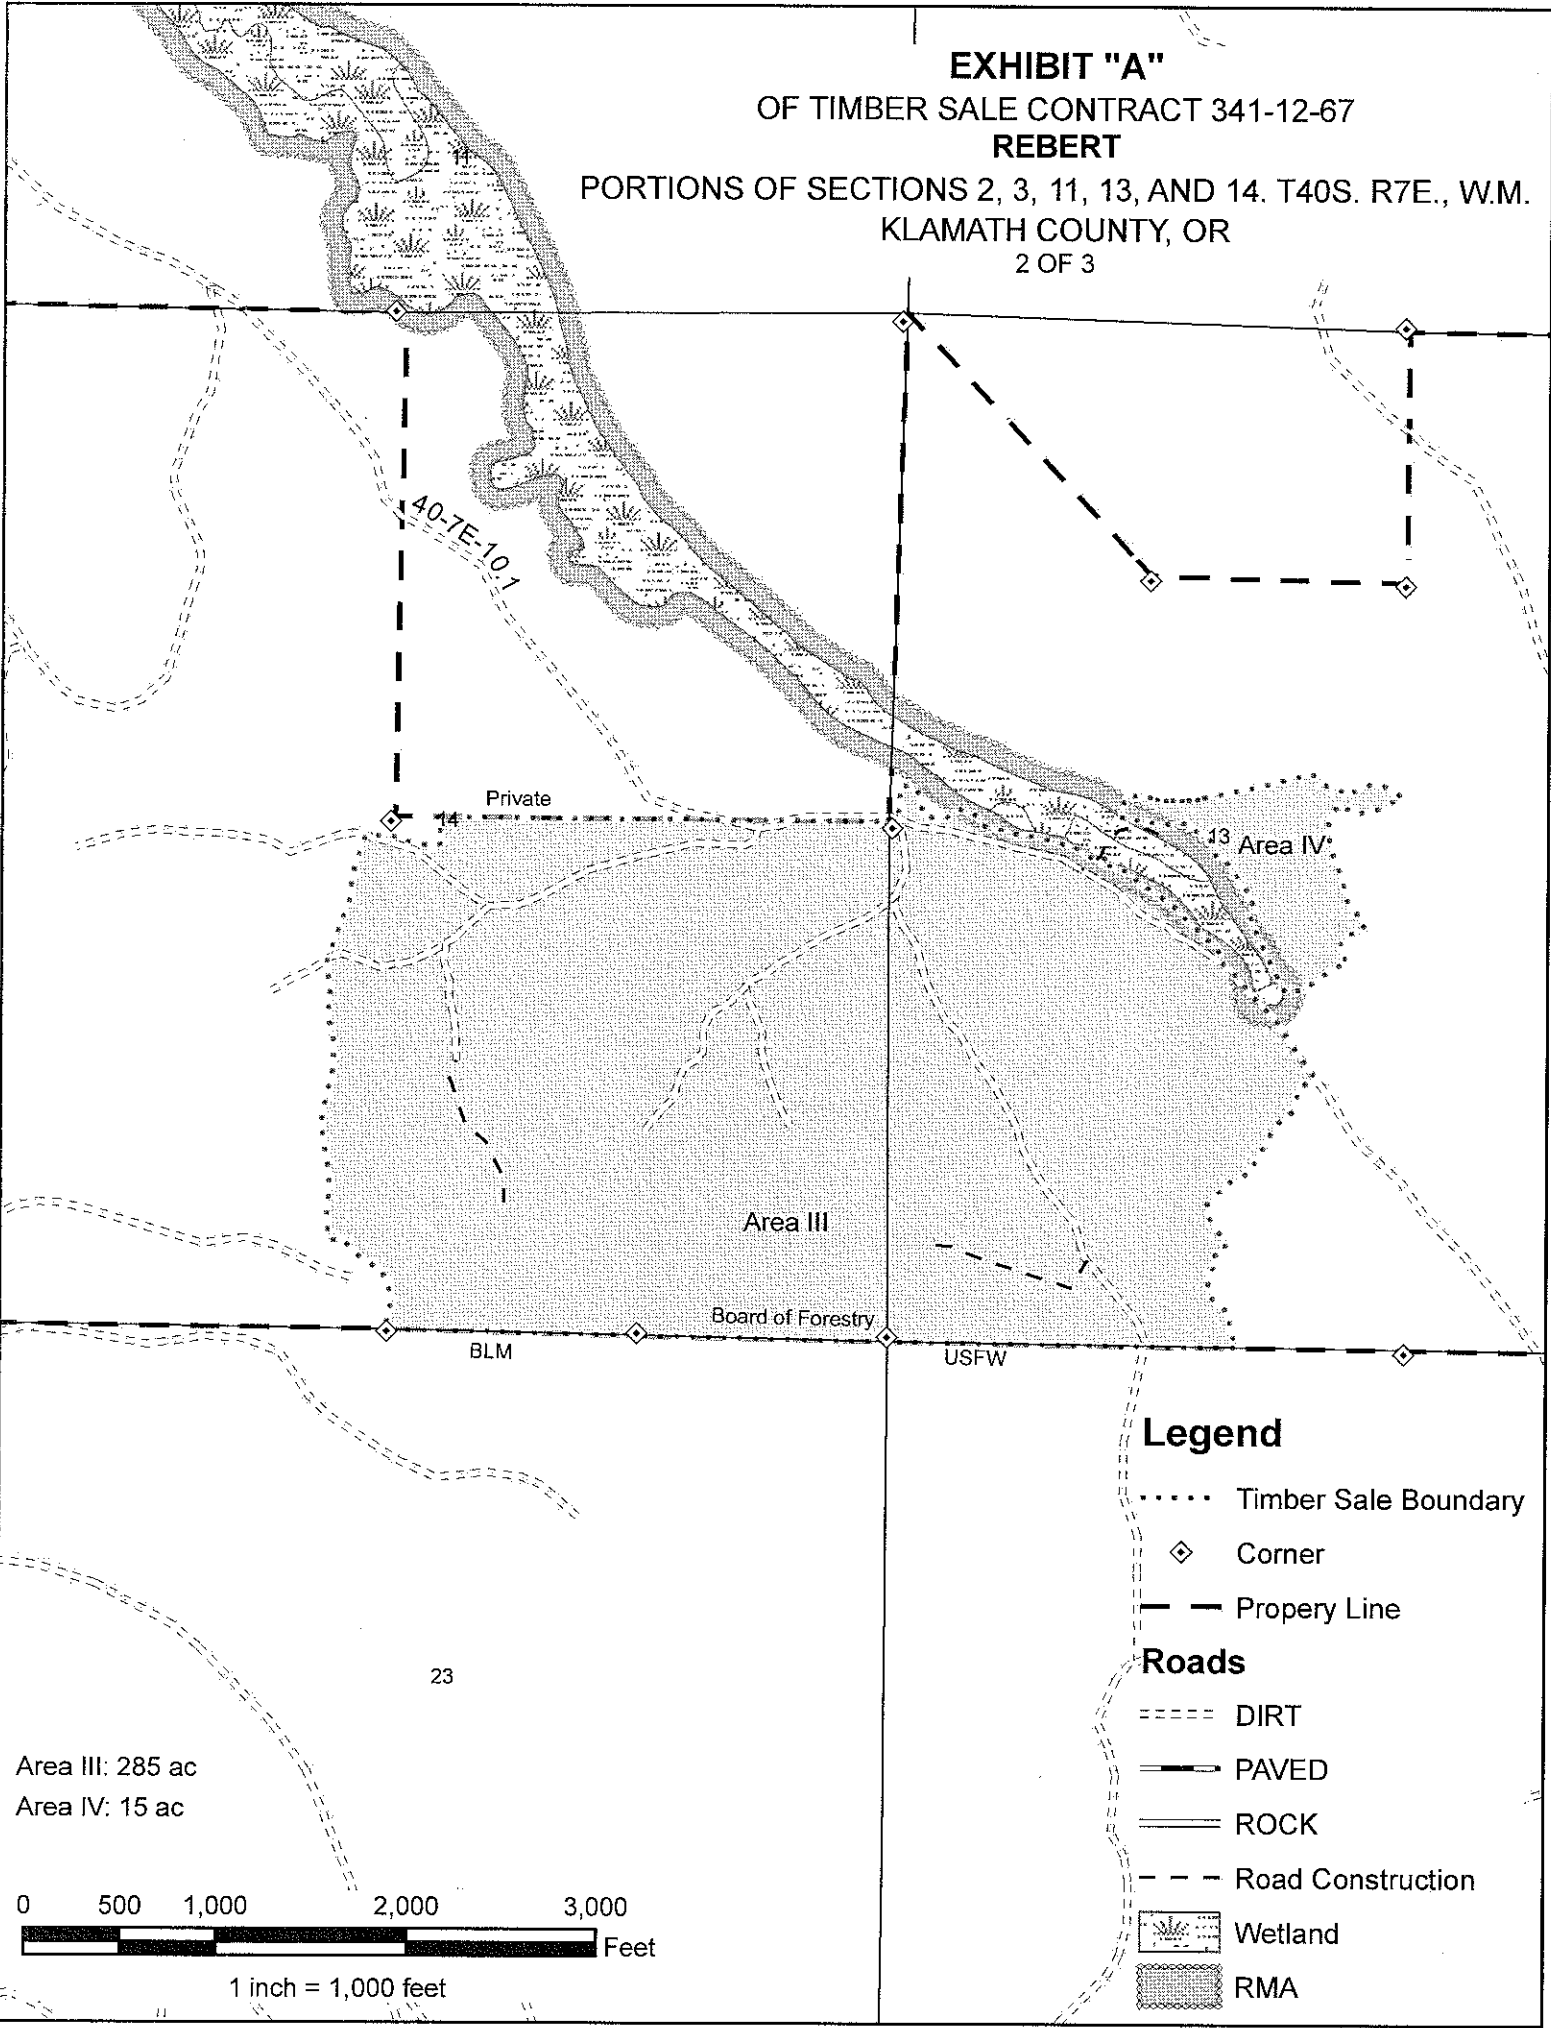 EXHIBIT "A"
OF TIMBER SALE CONTRACT 341-12-67
REBERT
PORTIONS OF SECTIONS 2, 3, 11, 13, AND 14. T40S. R7E., W.M.
KLAMATH COUNTY, OR
2 OF 3
11
40-7E-10.1
Private
14
13
Area IV
Area III
Board of Forestry
BLM
USFW
23
Legend
Timber Sale Boundary
Corner
Propery Line
Roads
DIRT
PAVED
ROCK
Road Construction
Wetland
RMA
Area III: 285 ac
Area IV: 15 ac
0 500 1,000 2,000 3,000
Feet
1 inch = 1,000 feet